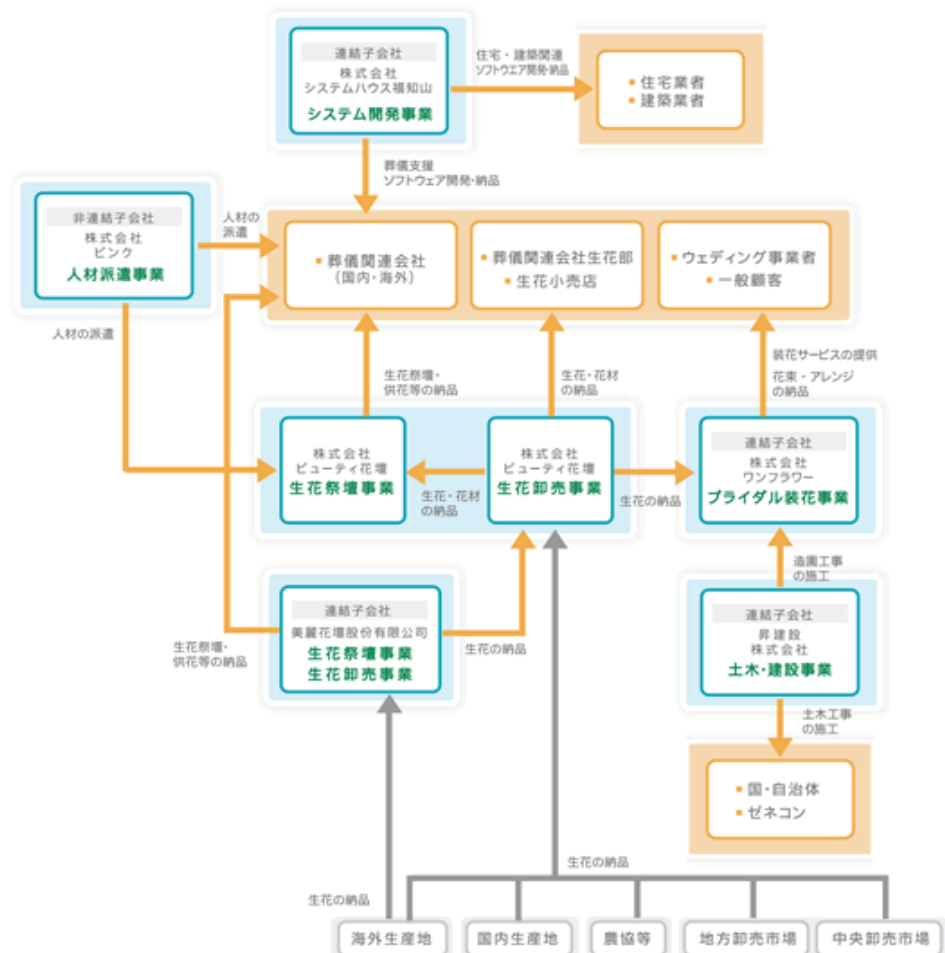 連結子会社
株式会社
システムハウス福知山
システム開発事業
住宅・建築関連
ソフトウエア開発・納品
▪ 住宅業者
▪ 建築業者
葬儀支援
ソフトウェア開発・納品
非連結子会社
株式会社
ピンク
人材派遣事業
人材の
派遣
▪ 葬儀関連会社
(国内・海外)
▪ 葬儀関連会社生花部
▪ 生花小売店
▪ ウェディング事業者
▪ 一般顧客
人材の派遣
生花祭壇・
供花等の納品
生花・花材
の納品
装花サービスの提供
花束・アレンジ
の納品
株式会社
ビューティ花壇
生花祭壇事業
生花・花材
の納品
株式会社
ビューティ花壇
生花卸売事業
生花の納品
連結子会社
株式会社
ワンフラワー
ブライダル装花事業
造園工事
の施工
連結子会社
美麗花壇股份有限公司
生花祭壇事業
生花卸売事業
生花祭壇・
供花等の納品
生花の納品
連結子会社
昇建設
株式会社
土木・建設事業
土木工事
の施工
▪ 国・自治体
▪ ゼネコン
生花の納品
生花の納品
海外生産地
国内生産地
農協等
地方卸売市場
中央卸売市場